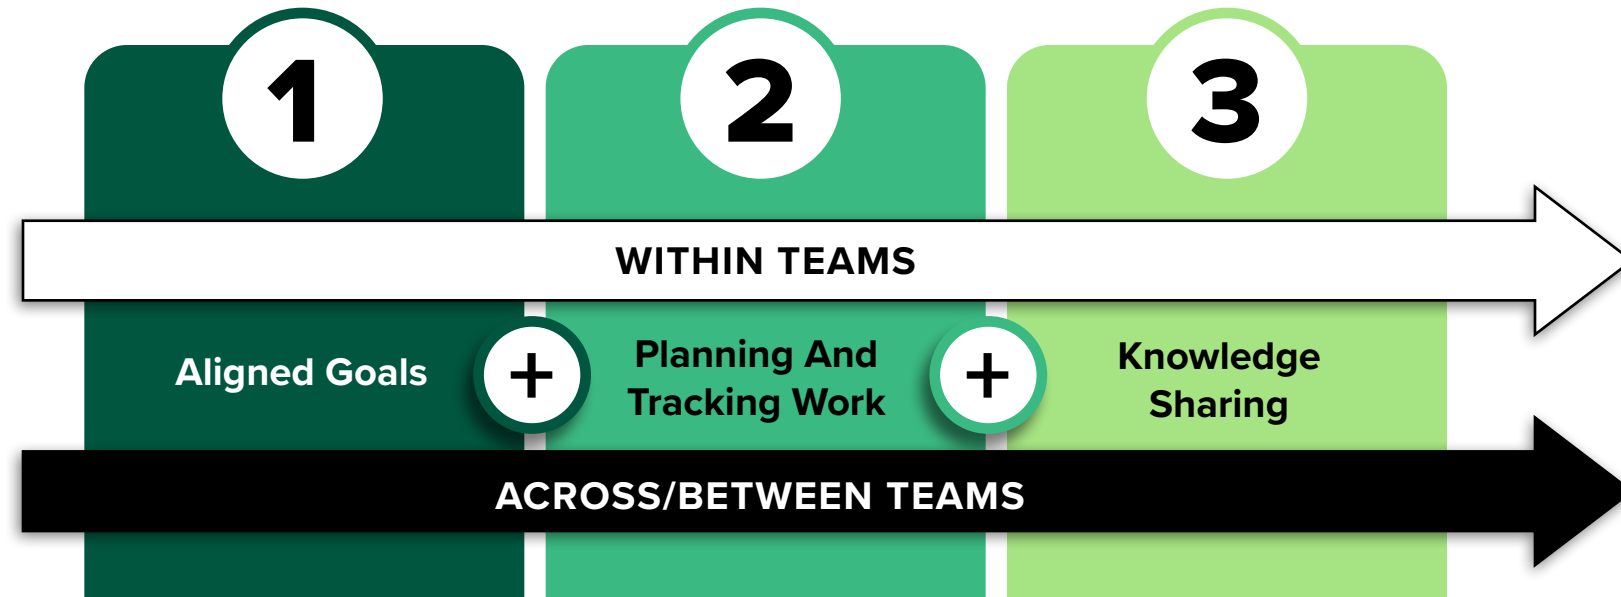 1
2
3
WITHIN TEAMS
Aligned Goals
+
Planning And
Tracking Work
+
Knowledge
Sharing
ACROSS/BETWEEN TEAMS